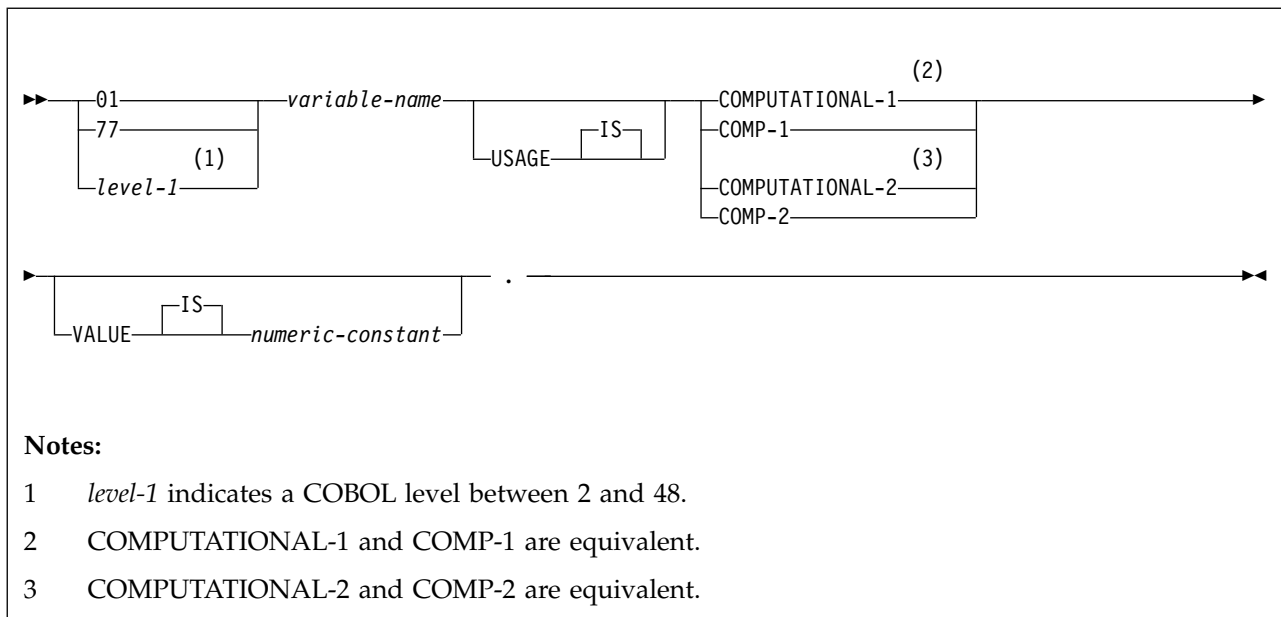 (2)
01 variable-name COMPUTATIONAL-1
77 IS COMP-1
(1) USAGE (3)
level-1 COMPUTATIONAL-2
COMP-2
.
IS
VALUE numeric-constant
Notes:
1 level-1 indicates a COBOL level between 2 and 48.
2 COMPUTATIONAL-1 and COMP-1 are equivalent.
3 COMPUTATIONAL-2 and COMP-2 are equivalent.